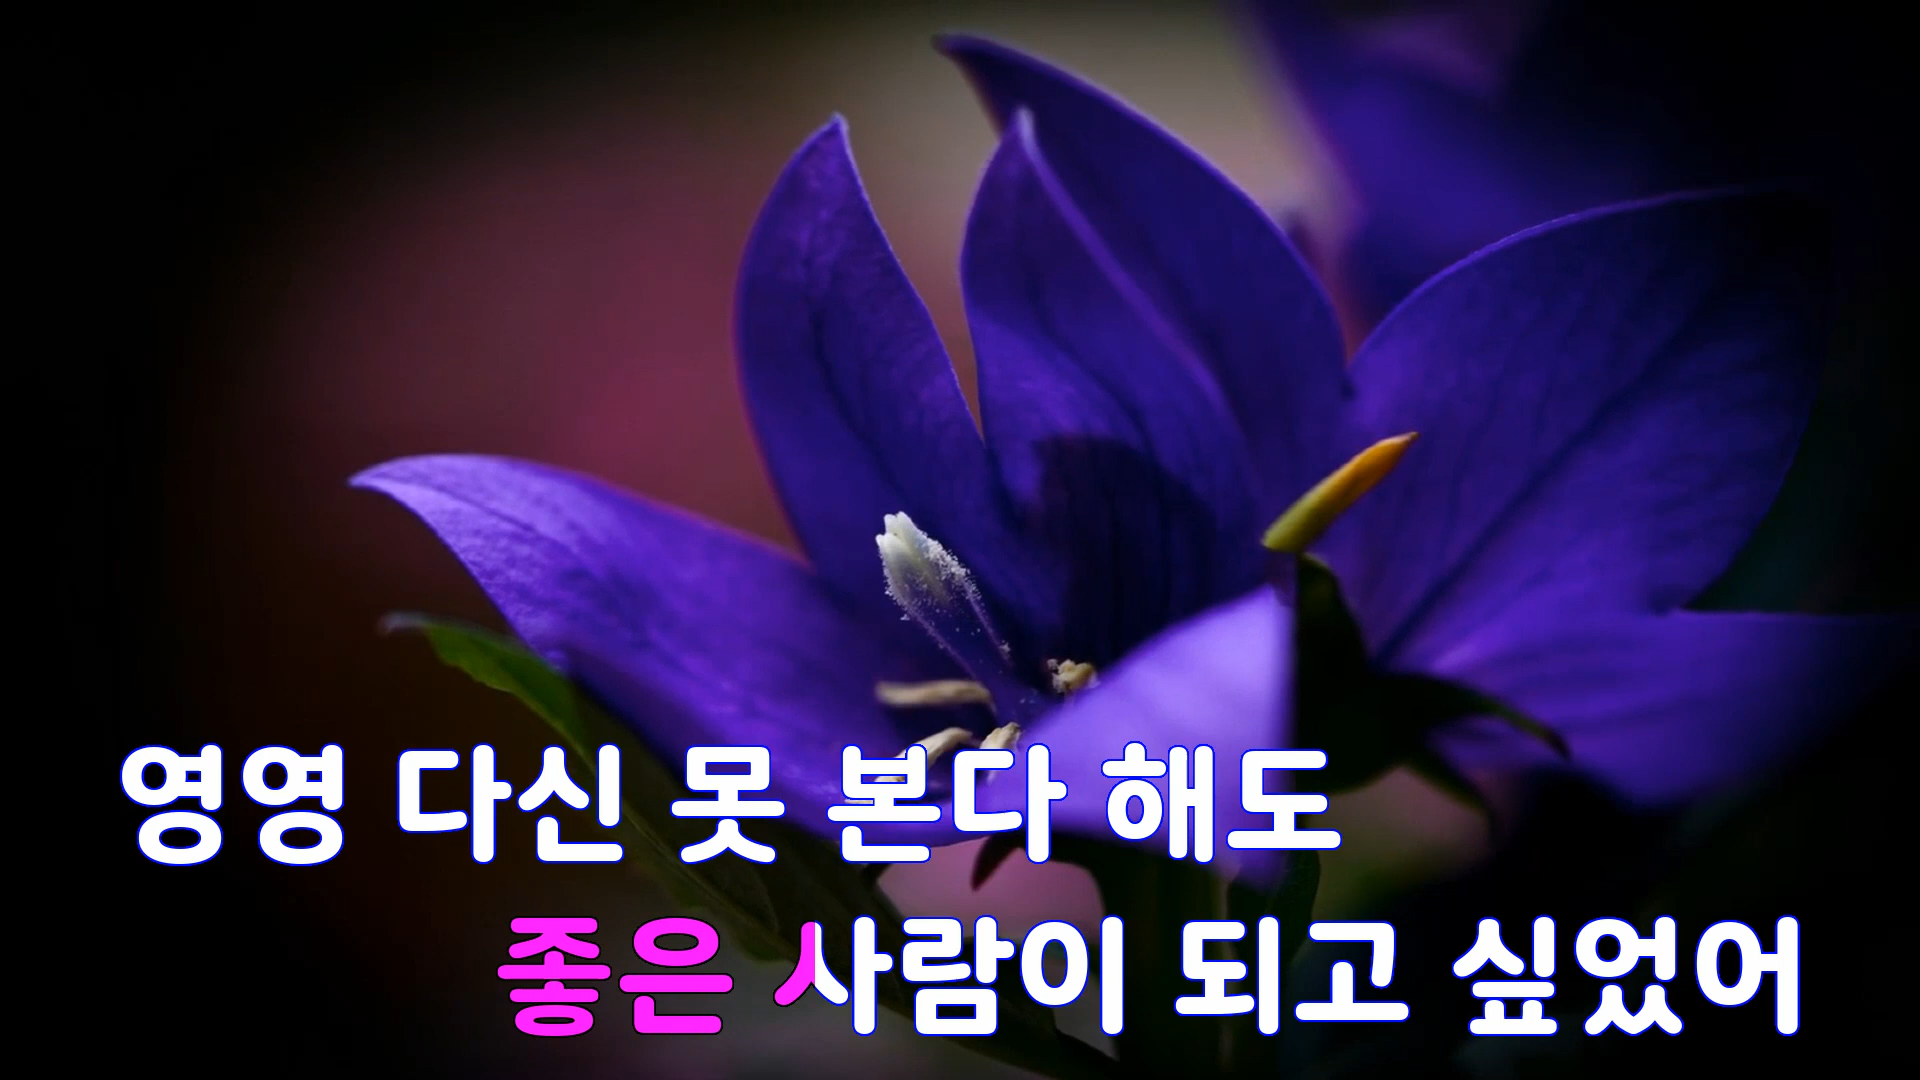 영영 다신 못 본다 해도
좋은 사람이 되고 싶었어